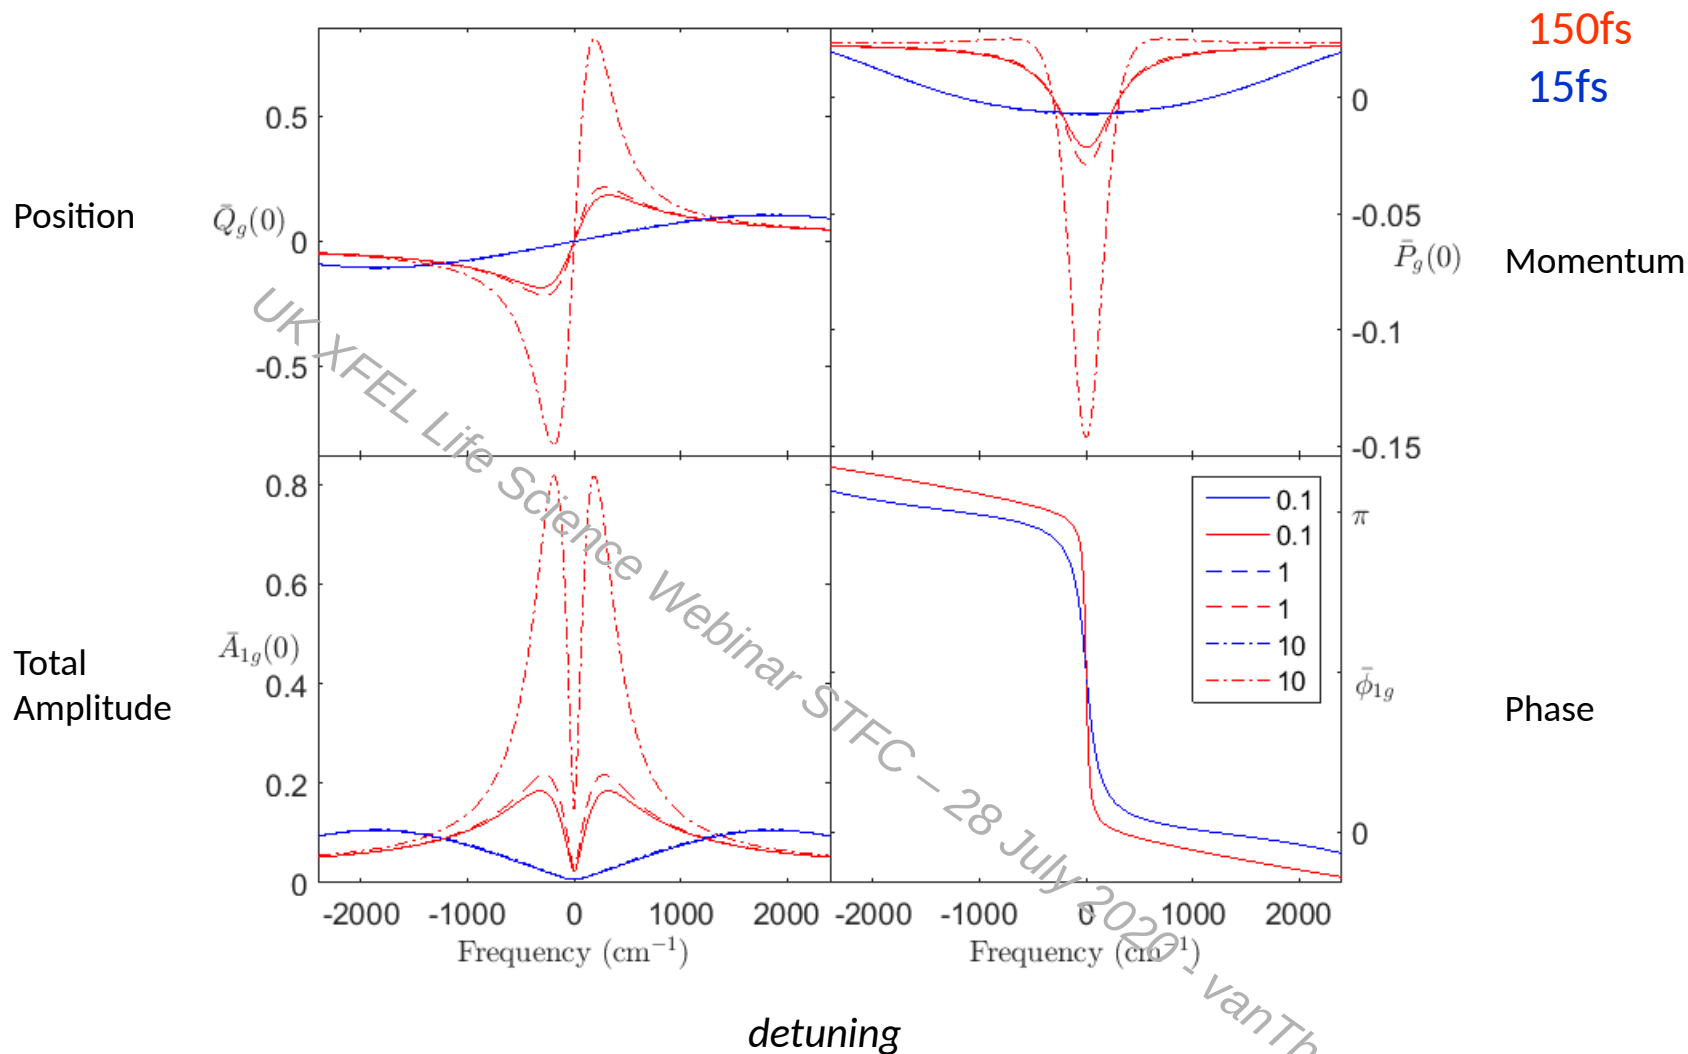 150fs
15fs
Position
Q̄g(0)
0.5
0
-0.5
0
-0.05
-0.1
-0.15
P̄g(0)
Momentum
Total
Amplitude
Ā1g(0)
0.8
0.6
0.4
0.2
0
0.1
0.1
1
1
10
10
π
0
ϕ̄1g
Phase
-2000 -1000 0 1000 2000
-2000 -1000 0 1000 2000
Frequency (cm−1)
Frequency (cm−1)
detuning
UK XFEL Life Science Webinar STFC – 28 July 2020 - vanTh